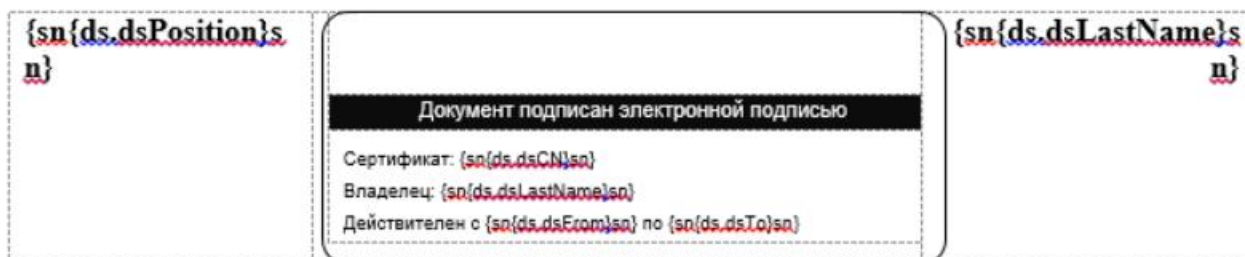 {sn{ds.dsPosition}s
n}
Документ подписан электронной подписью
Сертификат: {sn{ds.dsCN}sn}
Владелец: {sn{ds.dsLastName}sn}
Действителен с {sn{ds.dsFrom}sn} по {sn{ds.dsTo}sn}
{sn{ds.dsLastName}s
n}